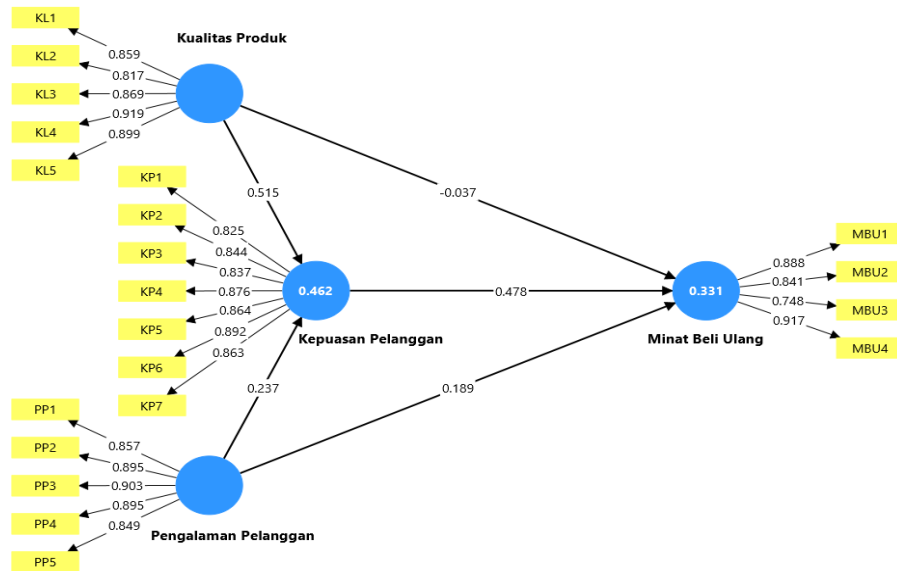 KL1
KL2
KL3
KL4
KL5
0.859
0.817
0.869
0.919
0.899
Kualitas Produk
0.515
-0.037
KP1
KP2
KP3
KP4
KP5
KP6
KP7
0.825
0.844
0.837
0.876
0.864
0.892
0.863
0.462
Kepuasan Pelanggan
0.478
0.331
Minat Beli Ulang
0.888
0.841
0.748
0.917
MBU1
MBU2
MBU3
MBU4
0.237
0.189
PP1
PP2
PP3
PP4
PP5
0.857
0.895
0.903
0.895
0.849
Pengalaman Pelanggan